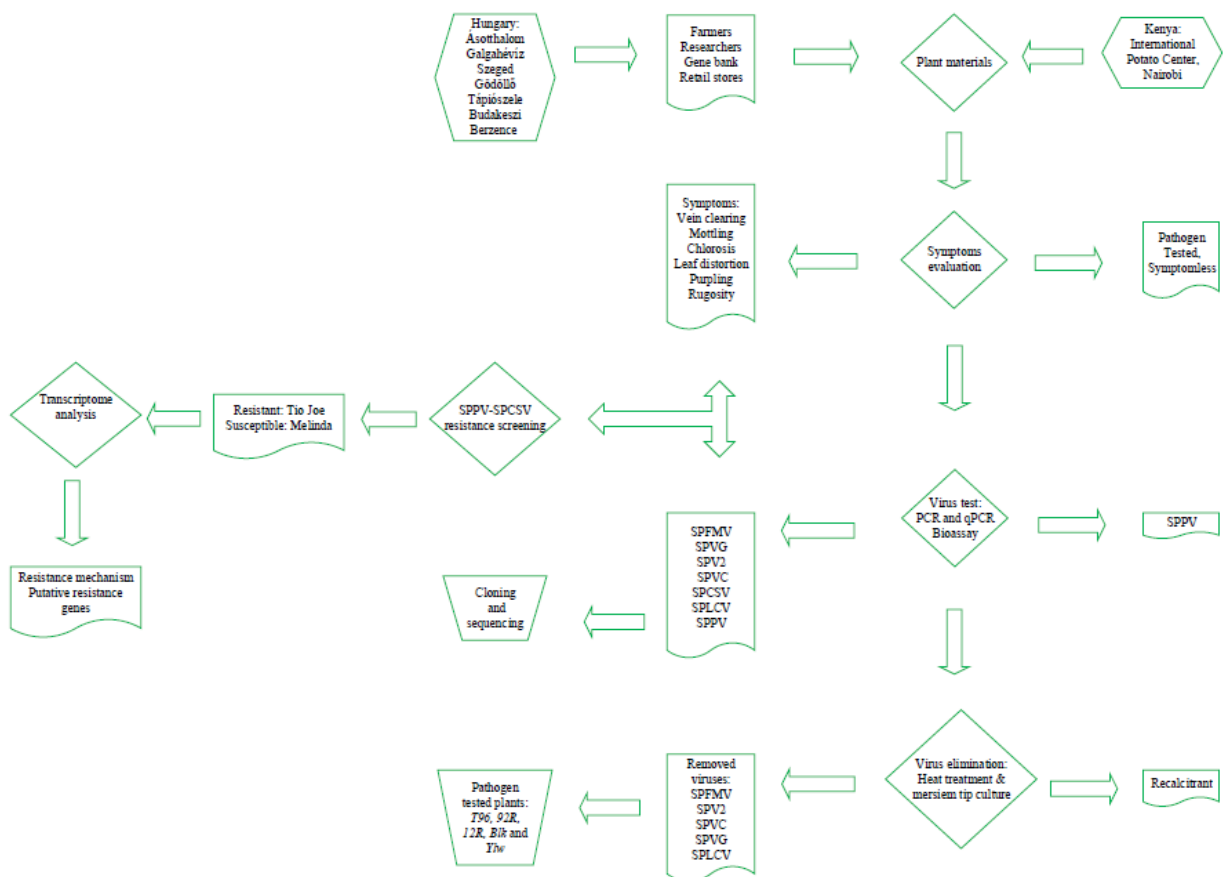 Hungary:
Ásotthalom
Galgahévíz
Szeged
Gödöllő
Tápiószele
Budakeszi
Berzence
Farmers
Researchers
Gene bank
Retail stores
Plant materials
Kenya:
International
Potato Center,
Nairobi
Symptoms:
Vein clearing
Mottling
Chlorosis
Leaf distortion
Purpling
Rugosity
Symptoms
evaluation
Pathogen
Tested,
Symptomless
Transcriptome
analysis
Resistant: Tio Joe
Susceptible: Melinda
SPPV-SPCSV
resistance screening
Resistance mechanism
Putative resistance
genes
Cloning
and
sequencing
SPFMV
SPVG
SPV2
SPVC
SPCSV
SPLCV
SPPV
Virus test:
PCR and qPCR
Bioassay
SPPV
Pathogen
tested plants:
T96, 92R,
12R, Blk and
Ylw
Removed
viruses:
SPFMV
SPV2
SPVC
SPVG
SPLCV
Virus elimination:
Heat treatment &
mersiem tip culture
Recalcitrant